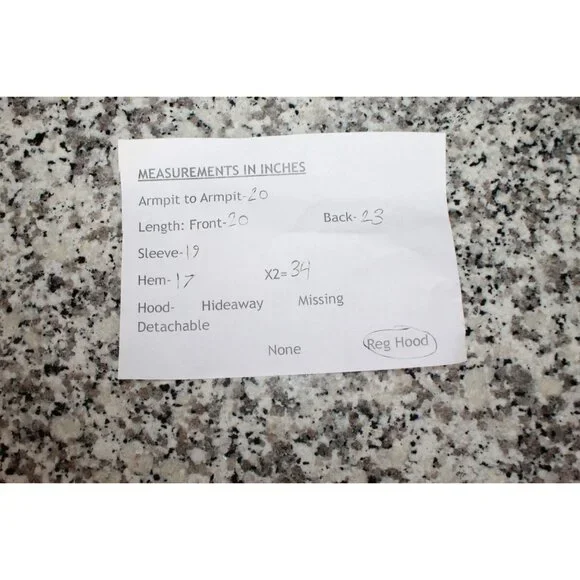 MEASUREMENTS IN INCHES
Armpit to Armpit-20
Length: Front-20 Back-23
Sleeve-19
Hem-17 X2=34
Hood- Hideaway Missing
Detachable
None Reg Hood